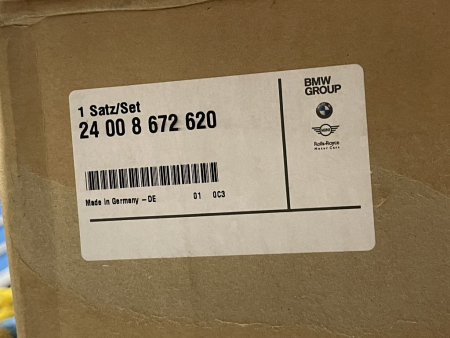 1 Satz/Set
24 00 8 672 620
Made in Germany - DE 01 0C3
BMW
GROUP
Rolls-Royce
Motor Cars